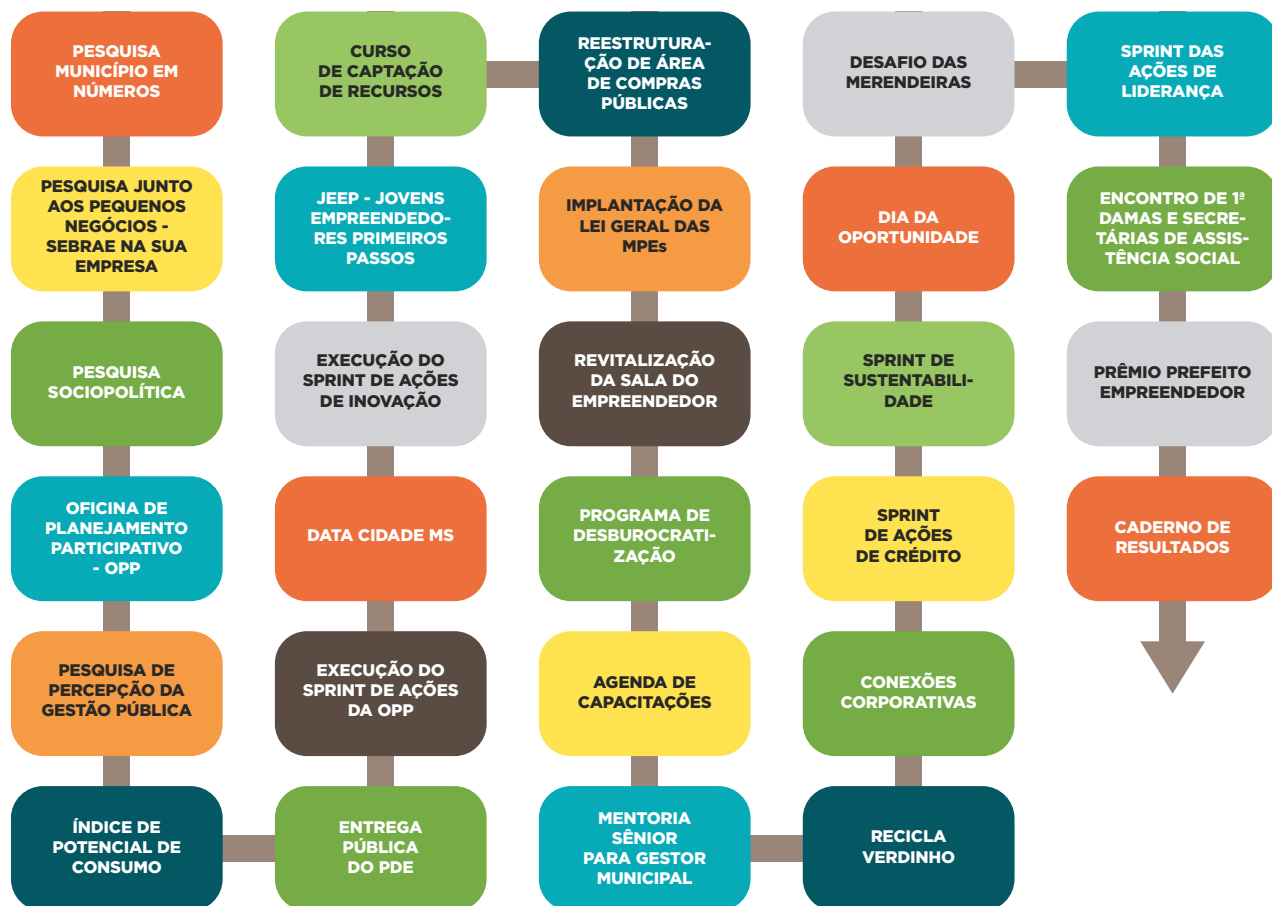 PESQUISA
MUNICÍPIO EM
NÚMEROS
PESQUISA JUNTO
AOS PEQUENOS
NEGÓCIOS -
SEBRAE NA SUA
EMPRESA
PESQUISA
SOCIOPOLÍTICA
OFICINA DE
PLANEJAMENTO
PARTICIPATIVO
- OPP
PESQUISA DE
PERCEPÇÃO DA
GESTÃO PÚBLICA
ÍNDICE DE
POTENCIAL DE
CONSUMO
ENTREGA
PÚBLICA
DO PDE
EXECUÇÃO DO
SPRINT DE AÇÕES
DA OPP
DATA CIDADE MS
EXECUÇÃO DO
SPRINT DE AÇÕES
DE INOVAÇÃO
JEEP - JOVENS
EMPREENDEDO-
RES PRIMEIROS
PASSOS
CURSO
DE CAPTAÇÃO
DE RECURSOS
REESTRUTURA-
ÇÃO DE ÁREA
DE COMPRAS
PÚBLICAS
IMPLANTAÇÃO DA
LEI GERAL DAS
MPEs
REVITALIZAÇÃO
DA SALA DO
EMPREENDEDOR
PROGRAMA DE
DESBUROCRATI-
ZAÇÃO
AGENDA DE
CAPACITAÇÕES
MENTORIA
SÊNIOR
PARA GESTOR
MUNICIPAL
RECICLA
VERDINHO
CONEXÕES
CORPORATIVAS
SPRINT
DE AÇÕES
DE CRÉDITO
SPRINT DE
SUSTENTABILI-
DADE
DIA DA
OPORTUNIDADE
DESAFIO DAS
MERENDEIRAS
SPRINT DAS
AÇÕES DE
LIDERANÇA
ENCONTRO DE 1ª
DAMAS E SECRE-
TÁRIAS DE ASSIS-
TÊNCIA SOCIAL
PRÊMIO PREFEITO
EMPREENDEDOR
CADERNO DE
RESULTADOS